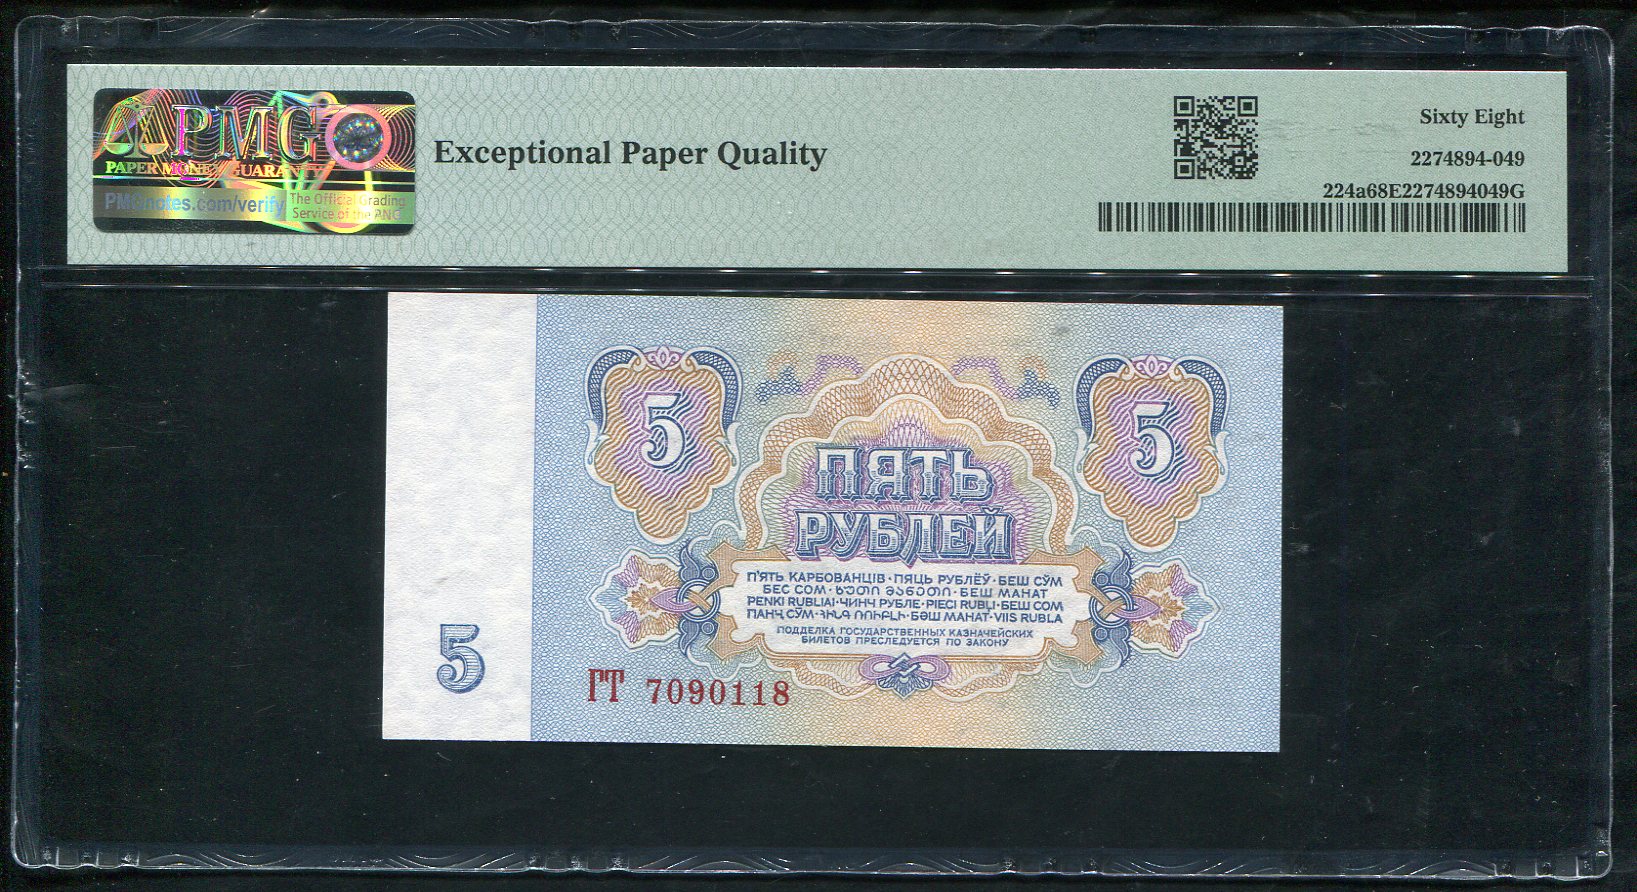 PMG
PAPER MONEY GUARANTY
PMGnotes.com/verify
The Official Grading
Service of the ANA
Exceptional Paper Quality
Sixty Eight
2274894-049
224a68E2274894049G
5
5
ПЯТЬ
РУБЛЕЙ
П'ЯТЬ КАРБОВАНЦІВ·ПЯЦЬ РУБЛЁЎ·БЕШ СЎМ
БЕС СОМ·ᲮᲣᲗᲘ ᲛᲐᲜᲔᲗᲘ·БЕШ МАНАТ
PENKI RUBLIAI·ЧИНЧ РУБЛЕ·PIECI RUBĻI·БЕШ СОМ
ПАНҶ СЎМ·ՀԻՆԳ ՌՈՒԲԼԻ·БӘШ МАНАТ·VIIS RUBLA
ПОДДЕЛКА ГОСУДАРСТВЕННЫХ КАЗНАЧЕЙСКИХ
БИЛЕТОВ ПРЕСЛЕДУЕТСЯ ПО ЗАКОНУ
5
ГТ 7090118